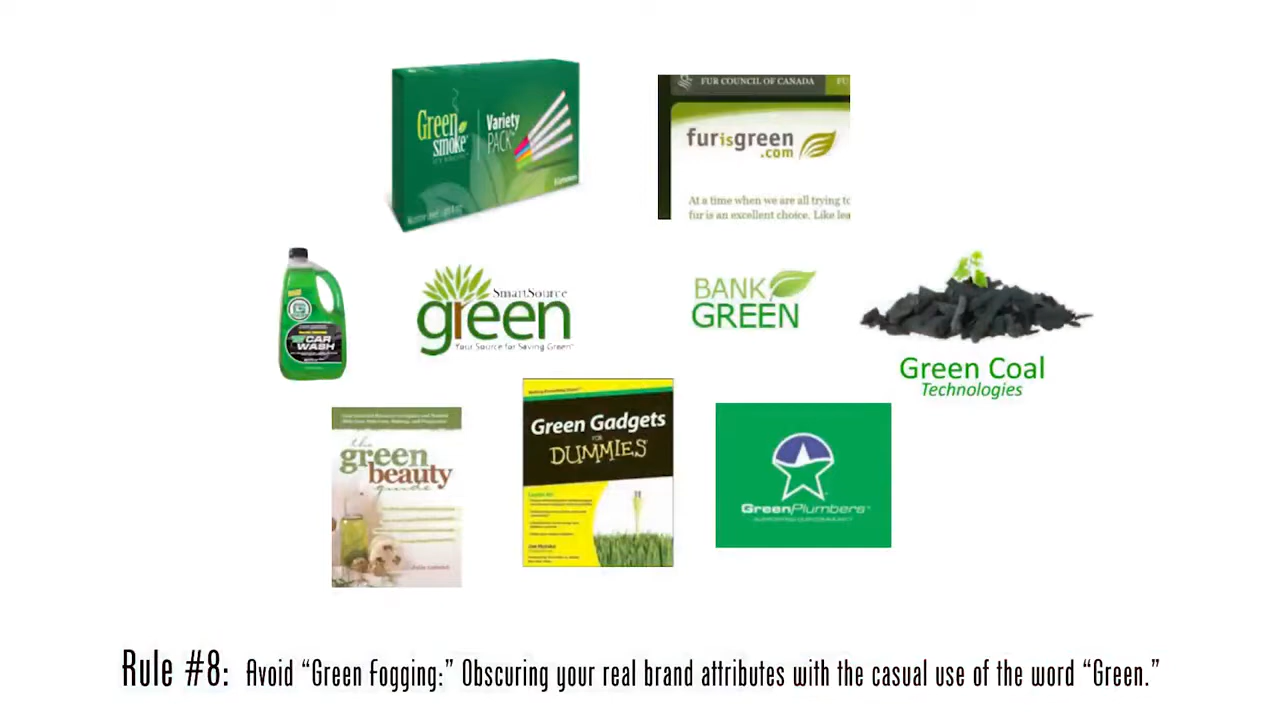 Green
smoke
Variety
PACK
FUR COUNCIL OF CANADA
FU
furisgreen
.com
At a time when we are all trying to
fur is an excellent choice. Like lea
CAR
WASH
SmartSource
green
Your Source for Saving Green
BANK
GREEN
Green Coal
Technologies
the
green
beauty
guide
Green Gadgets
FOR
DUMMIES
GreenPlumbers
Rule #8: Avoid “Green Fogging:” Obscuring your real brand attributes with the casual use of the word “Green.”